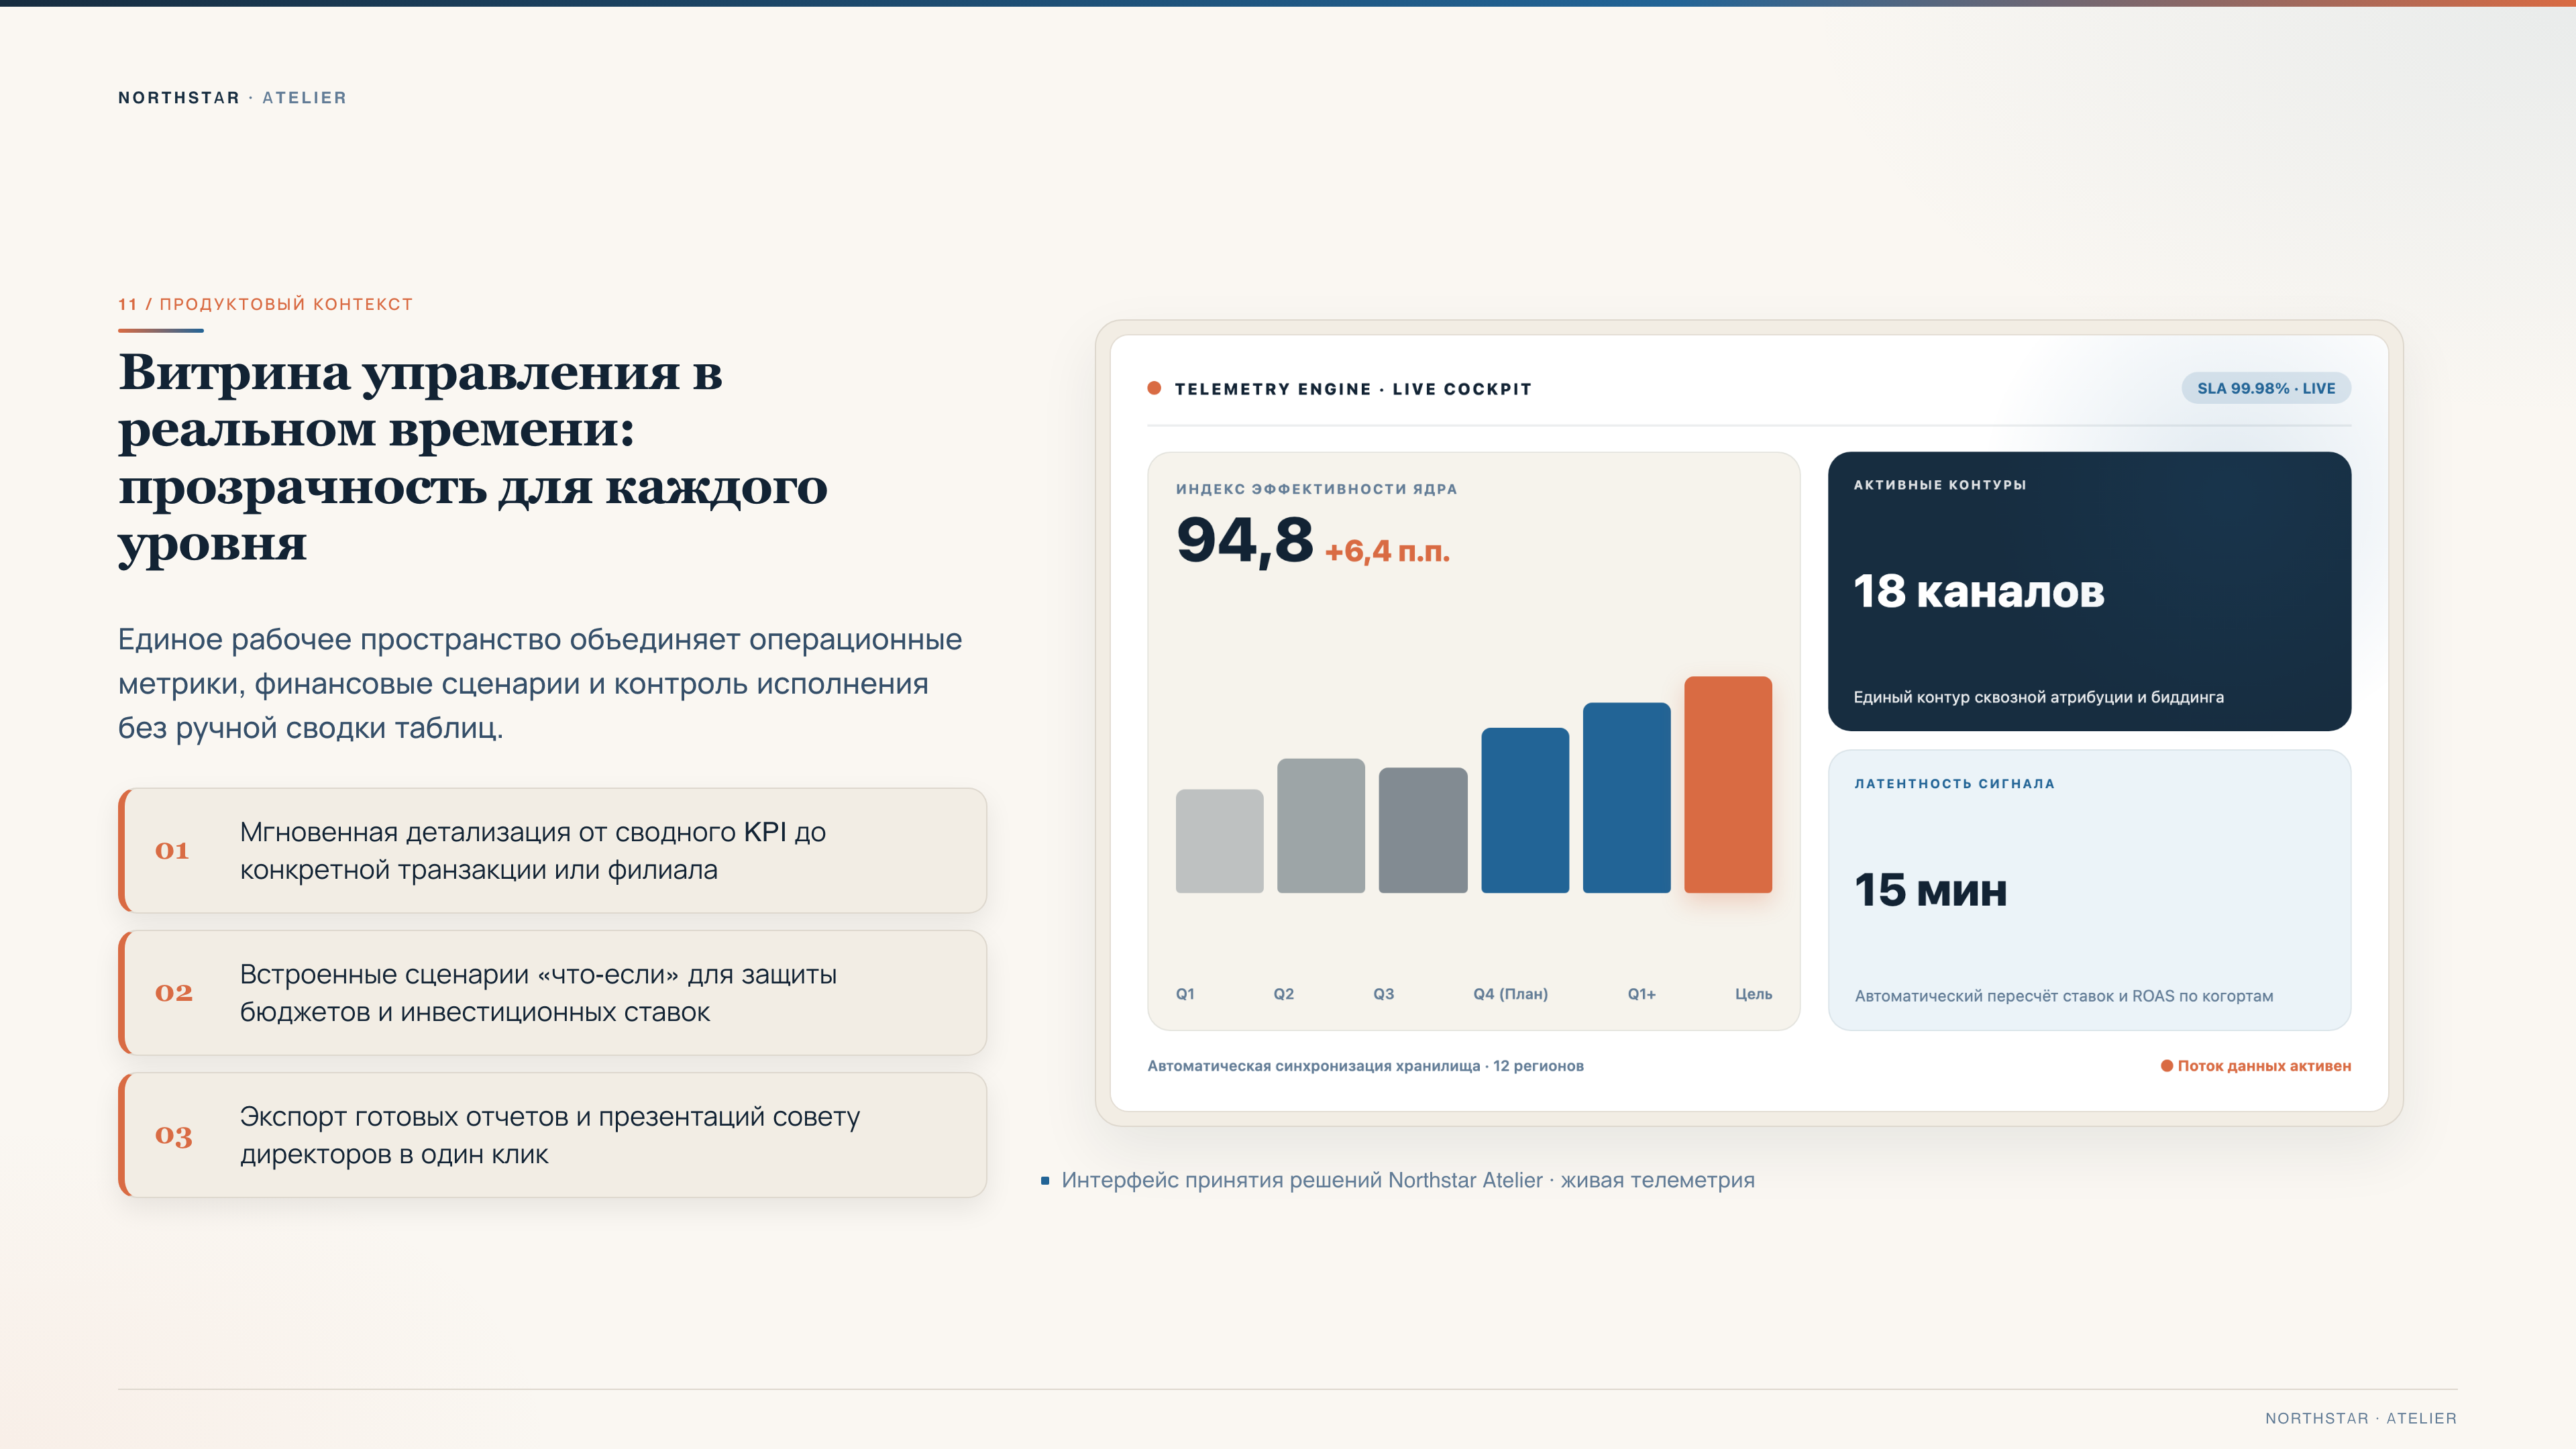 NORTHSTAR · ATELIER
11 / ПРОДУКТОВЫЙ КОНТЕКСТ
Витрина управления в
реальном времени:
прозрачность для каждого
уровня
Единое рабочее пространство объединяет операционные
метрики, финансовые сценарии и контроль исполнения
без ручной сводки таблиц.
01
Мгновенная детализация от сводного KPI до
конкретной транзакции или филиала
02
Встроенные сценарии «что-если» для защиты
бюджетов и инвестиционных ставок
03
Экспорт готовых отчетов и презентаций совету
директоров в один клик
TELEMETRY ENGINE · LIVE COCKPIT
SLA 99.98% · LIVE
ИНДЕКС ЭФФЕКТИВНОСТИ ЯДРА
94,8 +6,4 п.п.
Q1 Q2 Q3 Q4 (План) Q1+ Цель
АКТИВНЫЕ КОНТУРЫ
18 каналов
Единый контур сквозной атрибуции и биддинга
ЛАТЕНТНОСТЬ СИГНАЛА
15 мин
Автоматический пересчёт ставок и ROAS по когортам
Автоматическая синхронизация хранилища · 12 регионов
Поток данных активен
Интерфейс принятия решений Northstar Atelier · живая телеметрия
NORTHSTAR · ATELIER